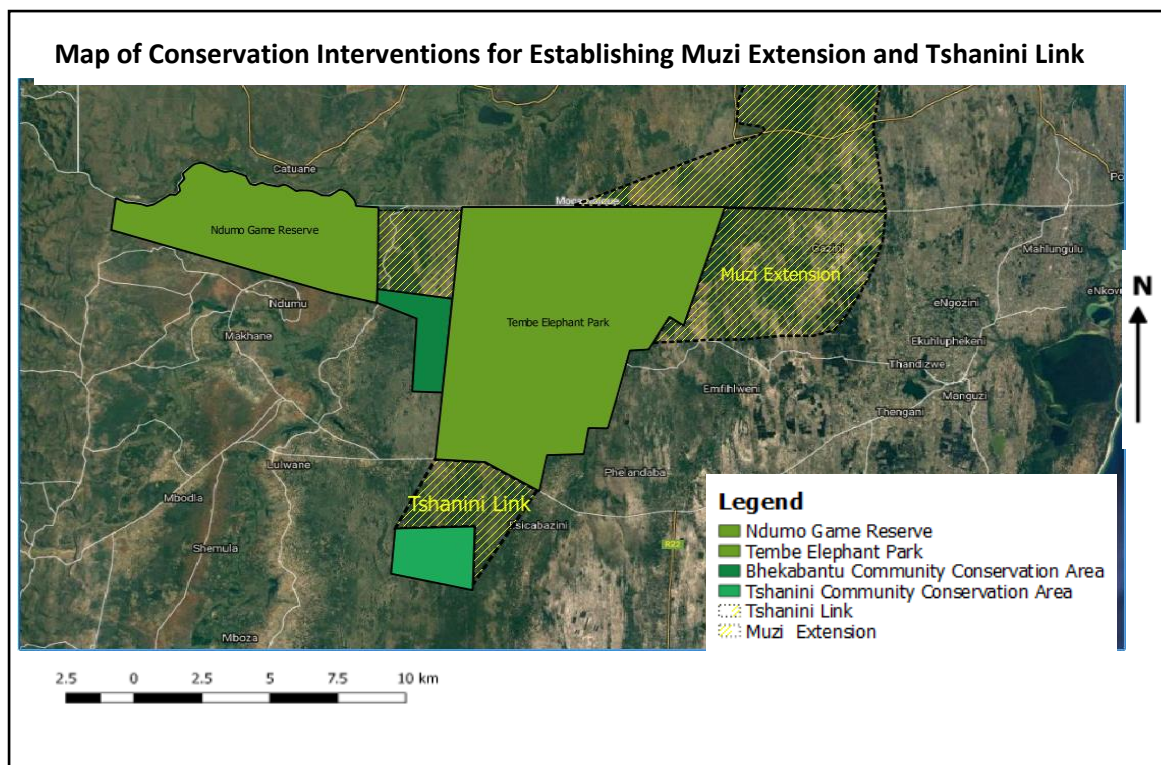 Map of Conservation Interventions for Establishing Muzi Extension and Tshanini Link
Catuane
Ndumo Game Reserve
Gezini
Mahlungulu
Muzi Extension
N
Ndumu
eNgozini
Makhane
Tembe Elephant Park
Ekuhluphekeni
Thandizwe
Emfihlweni
Manguzi
Thengani
Lulwane
Phelandaba
Mbodla
Tshanini Link
Esicabazini
Shemula
R22
Mboza
Legend
Ndumo Game Reserve
Tembe Elephant Park
Bhekabantu Community Conservation Area
Tshanini Community Conservation Area
Tshanini Link
Muzi Extension
2.5 0 2.5 5 7.5 10 km